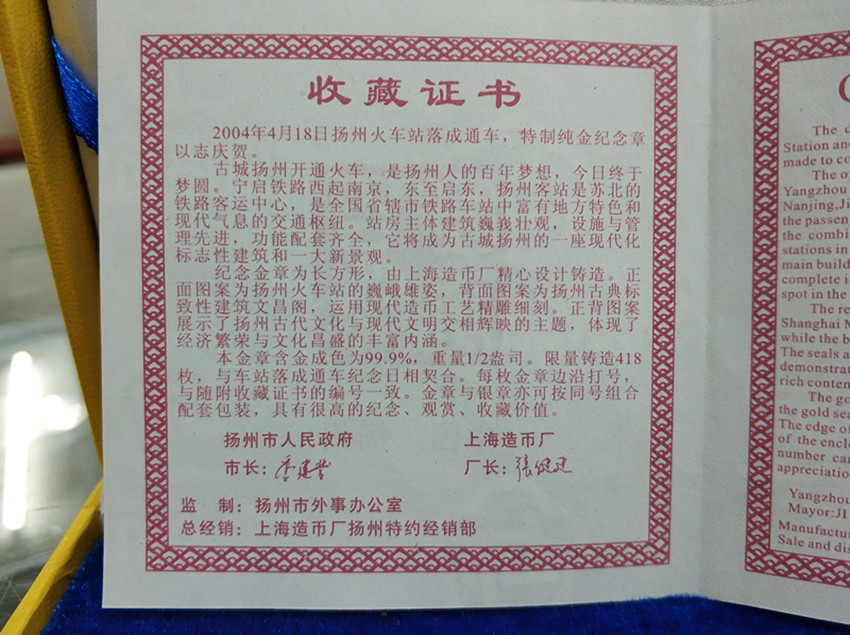 收藏证书
2004年4月18日扬州火车站落成通车，特制纯金纪念章
以志庆贺。
古城扬州开通火车，是扬州人的百年梦想，今日终于
梦圆。宁启铁路西起南京，东至启东，扬州客站是苏北的
铁路客运中心，是全国省辖市铁路车站中富有地方特色和
现代气息的交通枢纽。站房主体建筑巍峩壮观，设施与管
理先进，功能配套齐全，它将成为古城扬州的一座现代化
标志性建筑和一大新景观。
纪念金章为长方形，由上海造币厂精心设计铸造。正
面图案为扬州火车站的巍峨雄姿，背面图案为扬州古典标
致性建筑文昌阁，运用现代造币工艺精雕细刻。正背图案
展示了扬州古代文化与现代文明交相辉映的主题，体现了
经济繁荣与文化昌盛的丰富内涵。
本金章含金成色为99.9%，重量1/2盎司。限量铸造418
枚，与车站落成通车纪念日相契合。每枚金章边沿打号，
与随附收藏证书的编号一致。金章与银章亦可按同号组合
配套包装，具有很高的纪念、观赏、收藏价值。
扬州市人民政府 上海造币厂
市长： 厂长：张健建
监 制：扬州市外事办公室
总经销：上海造币厂扬州特约经销部
The d
Station and
made to co
The o
Yangzhou
Nanjing,Ji
the passen
the combi
stations in
main build
complete i
spot in the
The re
Shanghai M
while the b
The seals a
demonstrat
rich conten
The go
the gold sea
The edge of
of the enclo
number car
appreciation
Yangzhou
Mayor:JI
Manufactur
Sale and dis